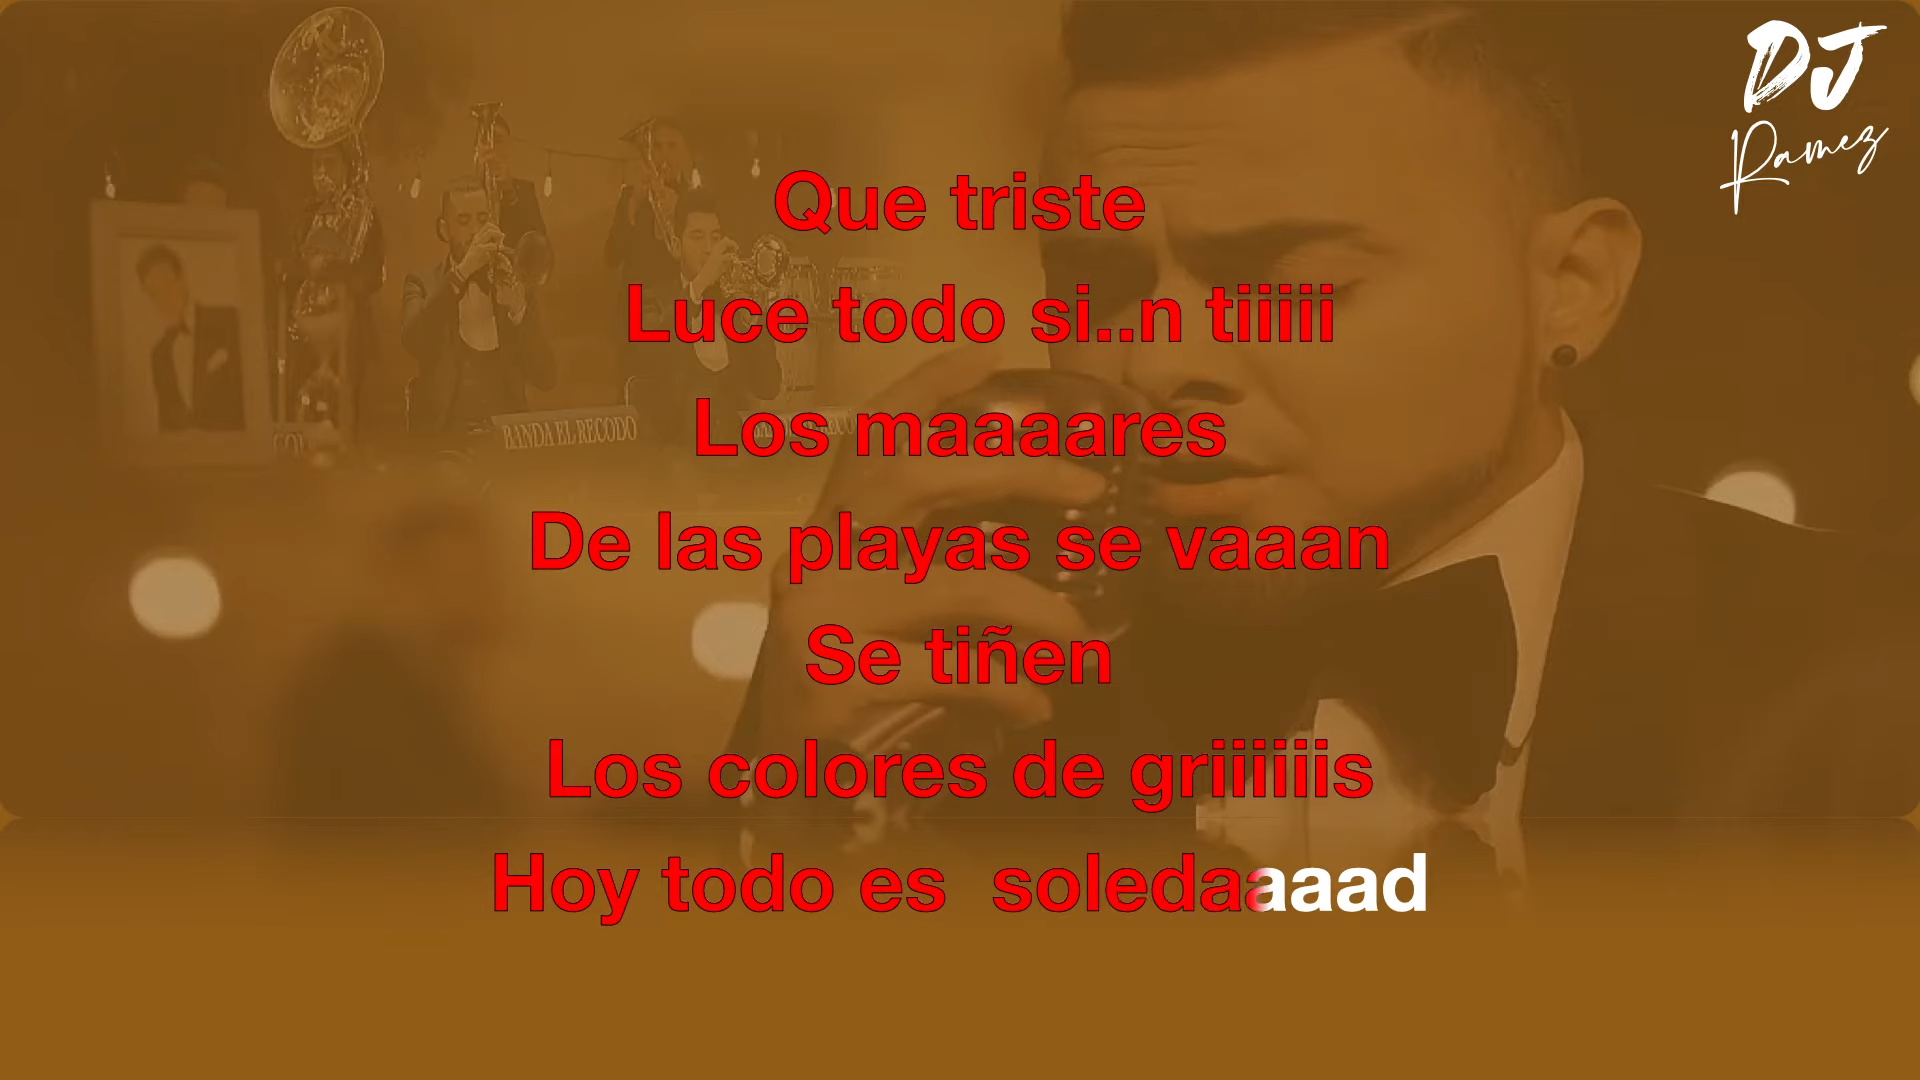 DJ
Ramez
Que triste
Luce todo si..n tiiiii
Los maaaares
BANDA EL RECODO
De las playas se vaaan
Se tiñen
Los colores de griiiiiis
Hoy todo es  soledaaaaad